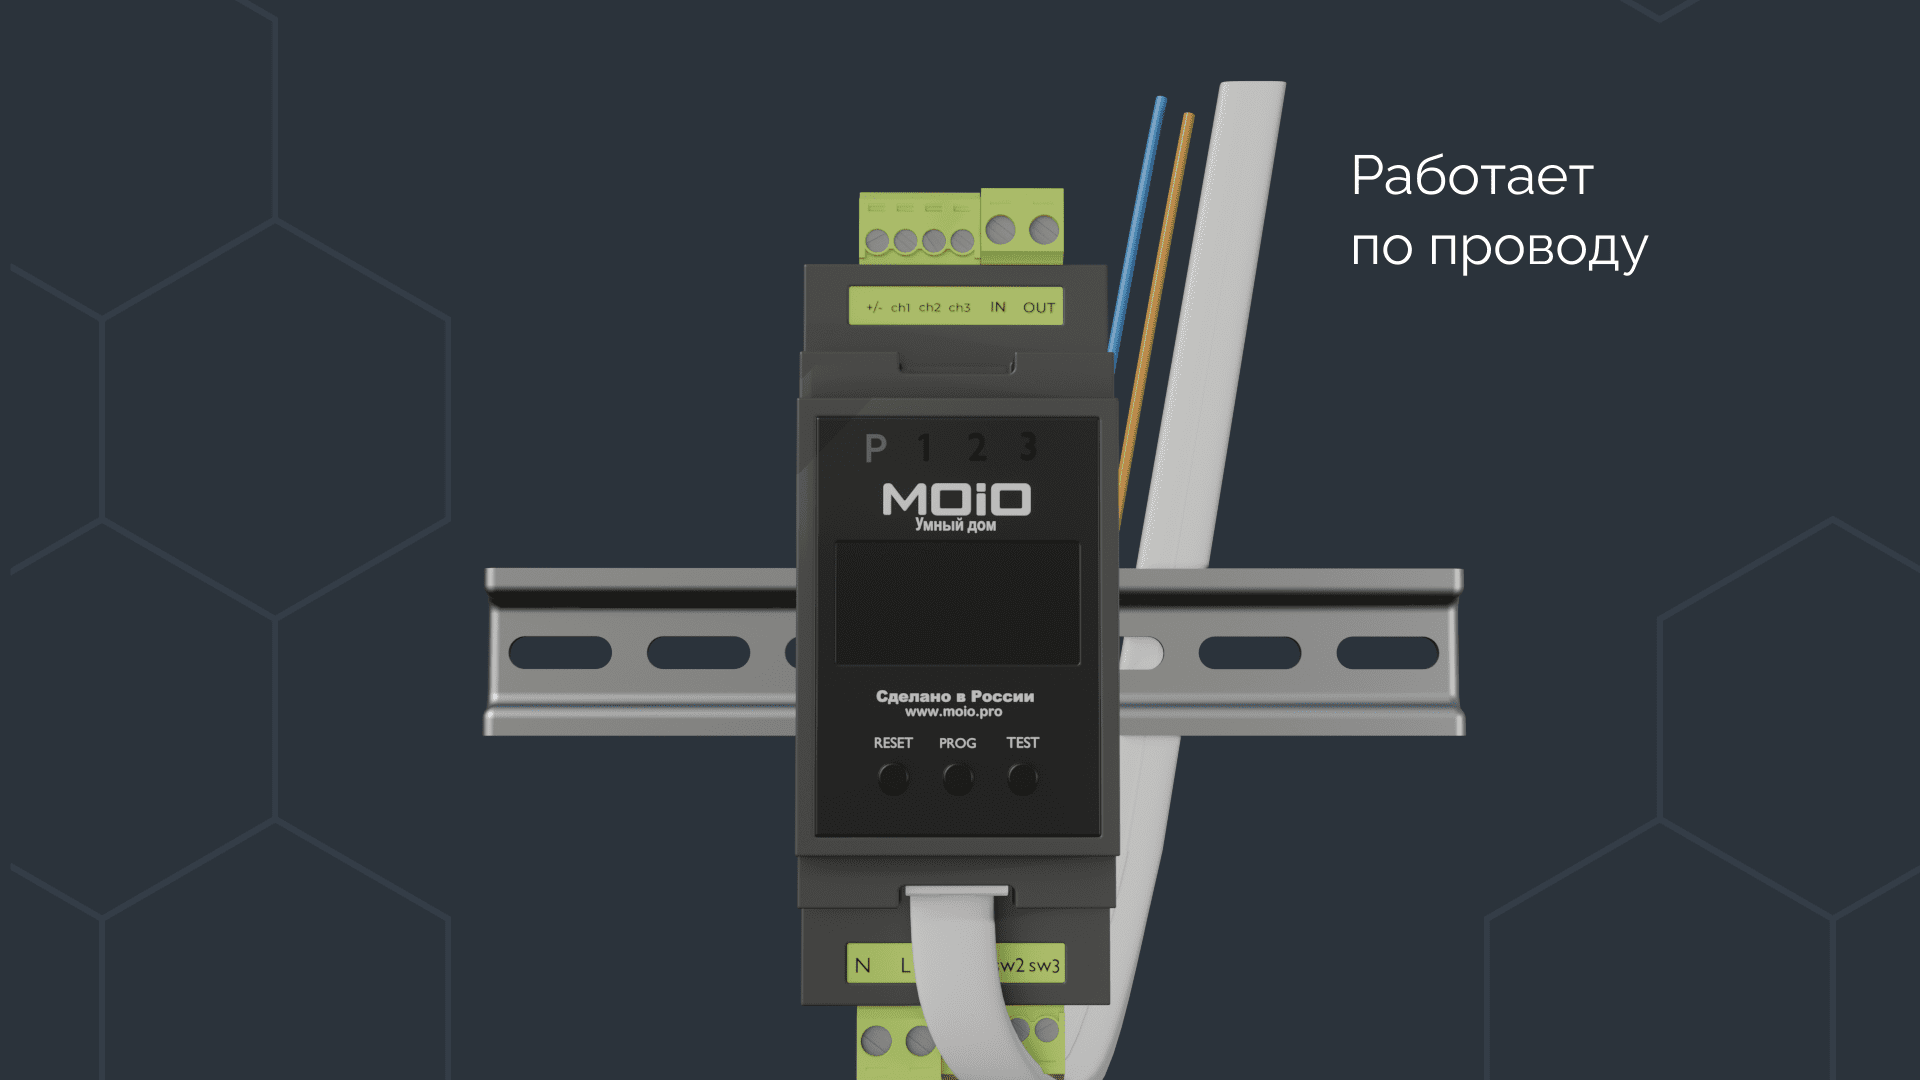 Работает
по проводу
+/- ch1 ch2 ch3 IN OUT
P 1 2 3
MOiO
Умный дом
Сделано в России
www.moio.pro
RESET PROG TEST
N L sw2 sw3